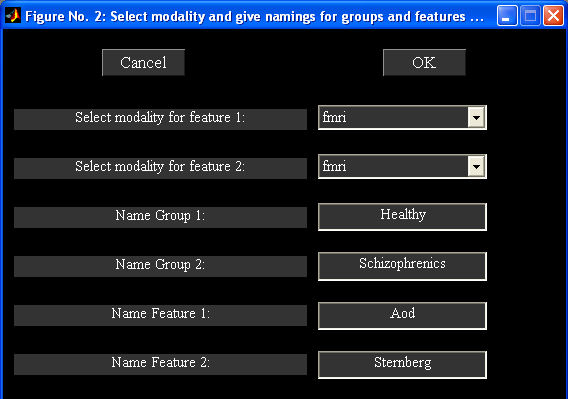 Figure No. 2: Select modality and give namings for groups and features ...
Cancel OK
Select modality for feature 1: fmri
Select modality for feature 2: fmri
Name Group 1: Healthy
Name Group 2: Schizophrenics
Name Feature 1: Aod
Name Feature 2: Sternberg